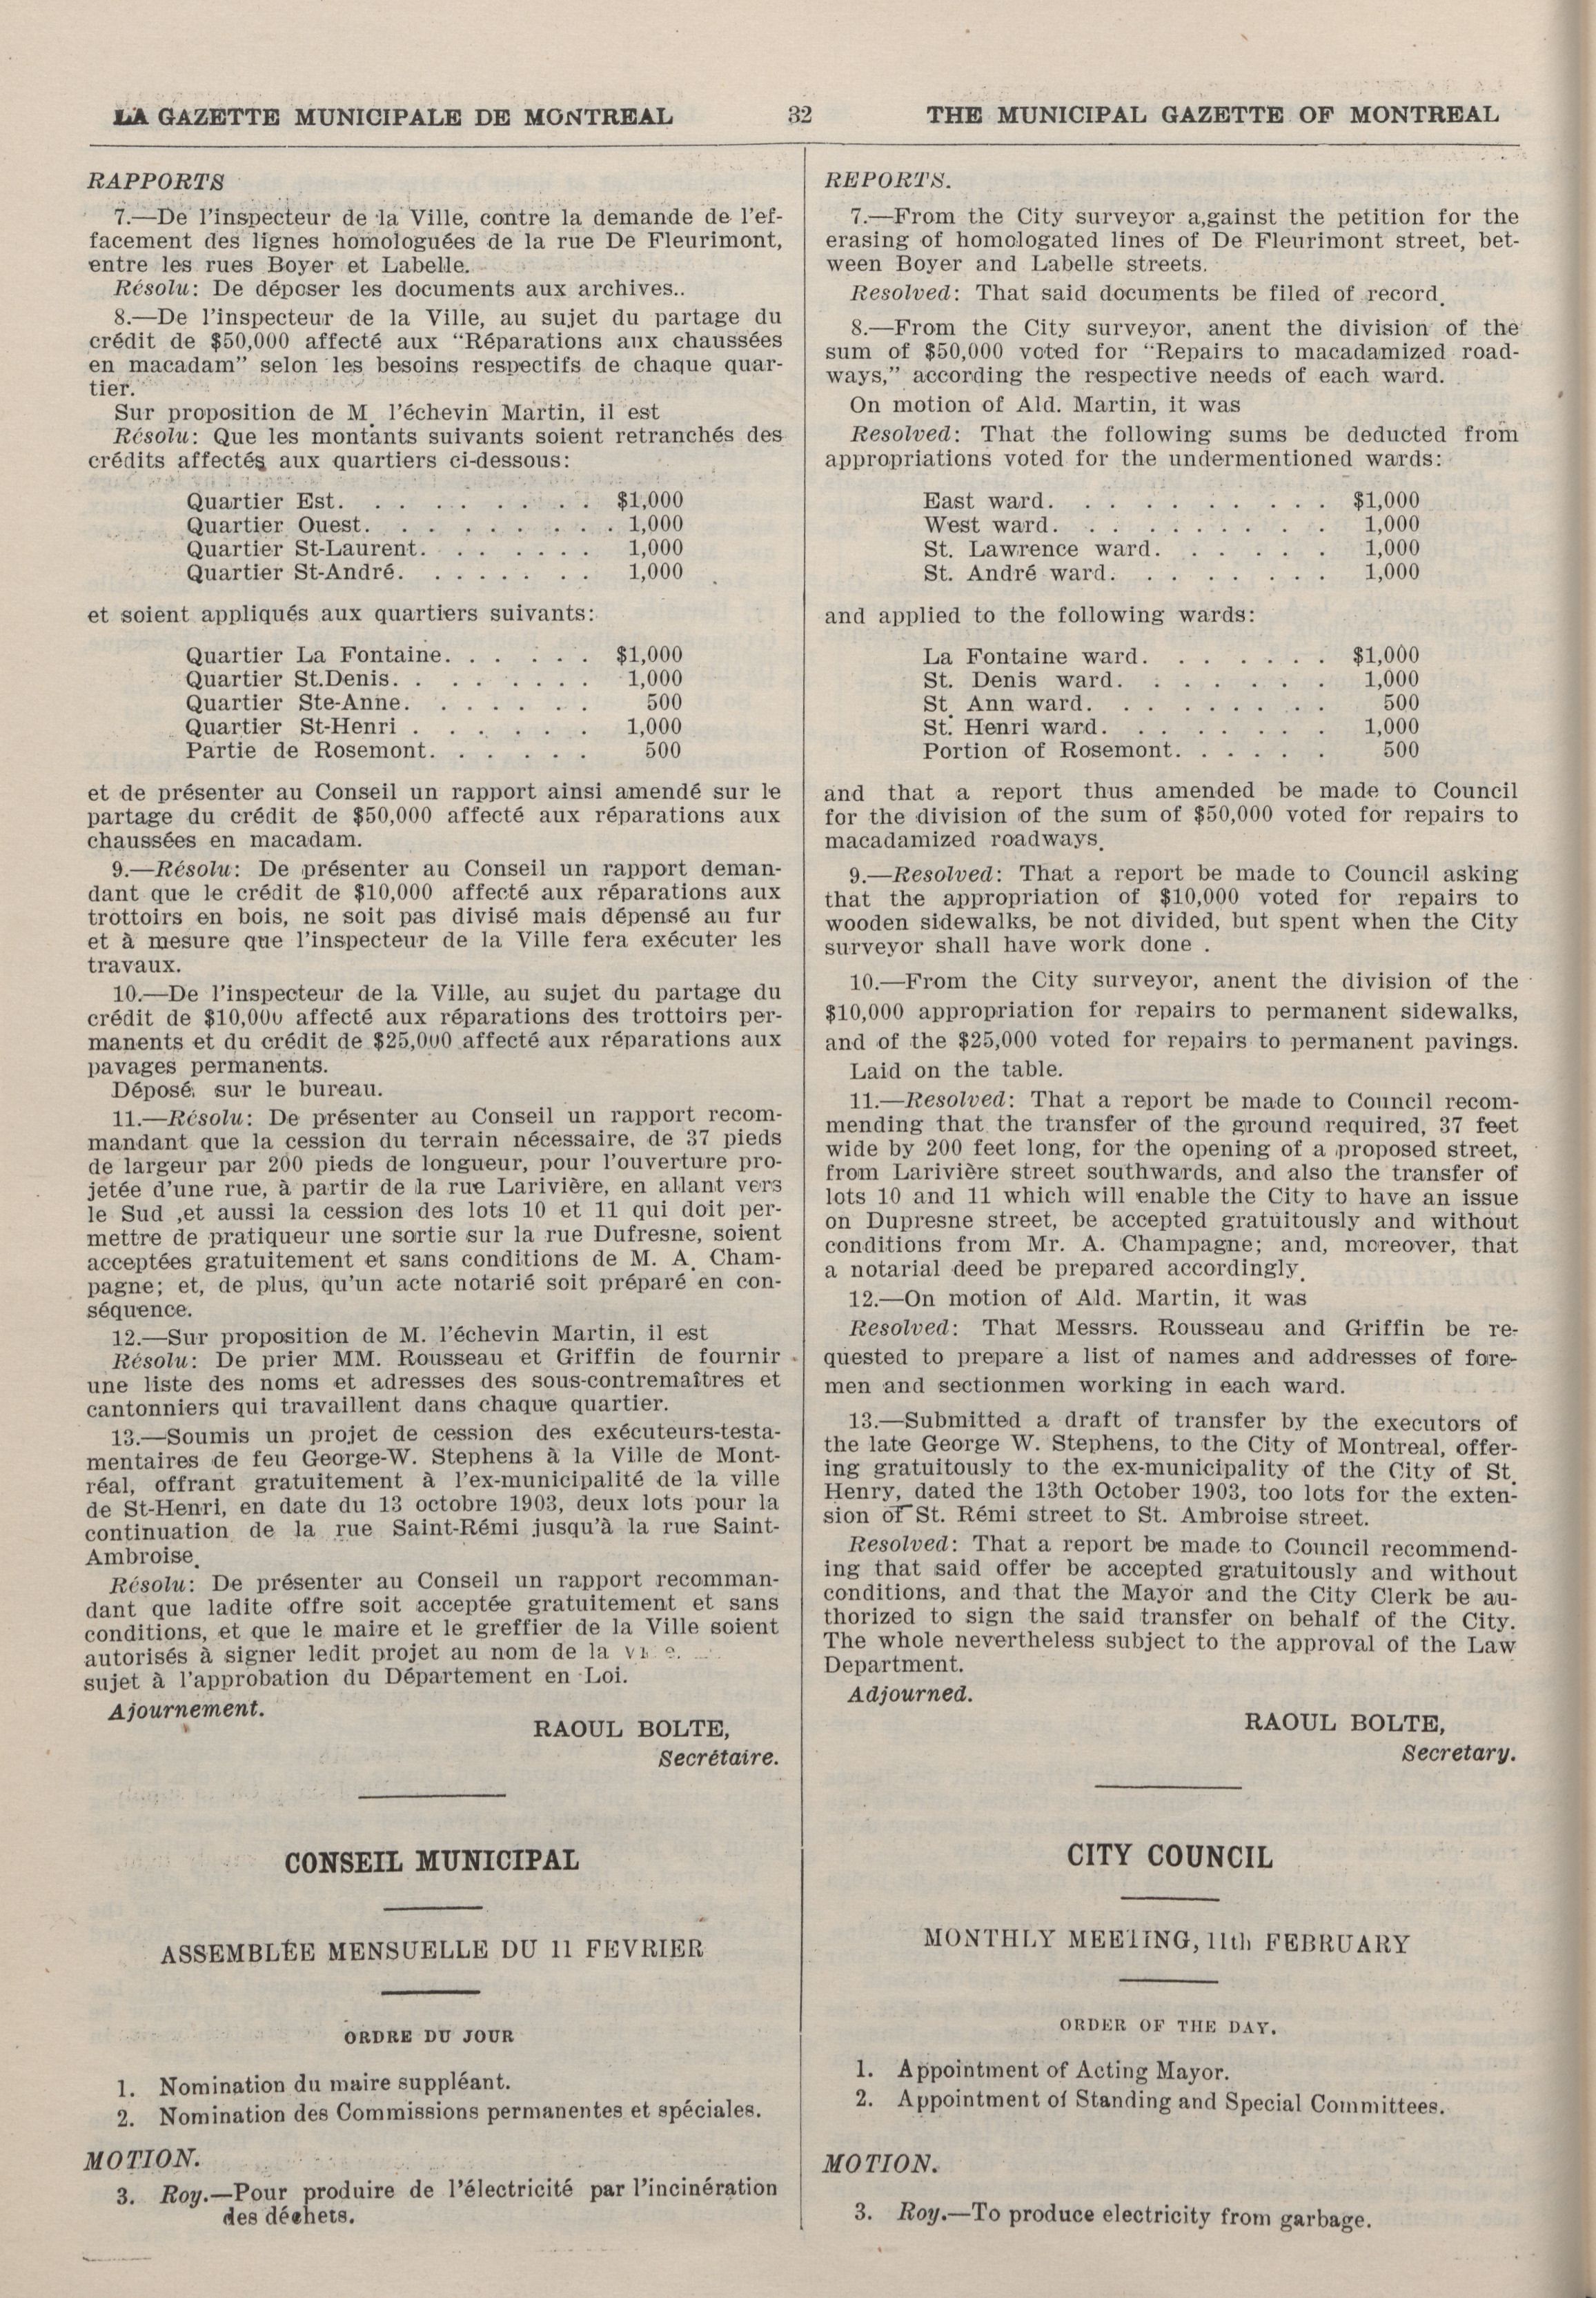 LA GAZETTE MUNICIPALE DE MONTREAL 32 THE MUNICIPAL GAZETTE OF MONTREAL
RAPPORTS
7.—De l'inspecteur de la Ville, contre la demande de l'ef-
facement des lignes homologuées de la rue De Fleurimont,
entre les rues Boyer et Labelle.
Résolu: De déposer les documents aux archives..
8.—De l'inspecteur de la Ville, au sujet du partage du
crédit de $50,000 affecté aux "Réparations aux chaussées
en macadam" selon les besoins respectifs de chaque quar-
tier.
Sur proposition de M. l'échevin Martin, il est
Résolu: Que les montants suivants soient retranchés des
crédits affectés aux quartiers ci-dessous:
Quartier Est. . . . . . . . . . $1,000
Quartier Ouest. . . . . . . . . 1,000
Quartier St-Laurent. . . . . . . 1,000
Quartier St-André. . . . . . . . 1,000
et soient appliqués aux quartiers suivants:
Quartier La Fontaine. . . . . . $1,000
Quartier St.Denis. . . . . . . . 1,000
Quartier Ste-Anne. . . . . . . 500
Quartier St-Henri . . . . . . . 1,000
Partie de Rosemont. . . . . . 500
et de présenter au Conseil un rapport ainsi amendé sur le
partage du crédit de $50,000 affecté aux réparations aux
chaussées en macadam.
9.—Résolu: De présenter au Conseil un rapport deman-
dant que le crédit de $10,000 affecté aux réparations aux
trottoirs en bois, ne soit pas divisé mais dépensé au fur
et à mesure que l'inspecteur de la Ville fera exécuter les
travaux.
10.—De l'inspecteur de la Ville, au sujet du partage du
crédit de $10,000 affecté aux réparations des trottoirs per-
manents et du crédit de $25,000 affecté aux réparations aux
pavages permanents.
Déposé sur le bureau.
11.—Résolu: De présenter au Conseil un rapport recom-
mandant que la cession du terrain nécessaire, de 37 pieds
de largeur par 200 pieds de longueur, pour l'ouverture pro-
jetée d'une rue, à partir de la rue Larivière, en allant vers
le Sud ,et aussi la cession des lots 10 et 11 qui doit per-
mettre de pratiqueur une sortie sur la rue Dufresne, soient
acceptées gratuitement et sans conditions de M. A. Cham-
pagne; et, de plus, qu'un acte notarié soit préparé en con-
séquence.
12.—Sur proposition de M. l'échevin Martin, il est
Résolu: De prier MM. Rousseau et Griffin de fournir
une liste des noms et adresses des sous-contremaîtres et
cantonniers qui travaillent dans chaque quartier.
13.—Soumis un projet de cession des exécuteurs-testa-
mentaires de feu George-W. Stephens à la Ville de Mont-
réal, offrant gratuitement à l'ex-municipalité de la ville
de St-Henri, en date du 13 octobre 1903, deux lots pour la
continuation de la rue Saint-Rémi jusqu'à la rue Saint-
Ambroise.
Résolu: De présenter au Conseil un rapport recomman-
dant que ladite offre soit acceptée gratuitement et sans
conditions, et que le maire et le greffier de la Ville soient
autorisés à signer ledit projet au nom de la
sujet à l'approbation du Département en Loi.
Ajournement.
RAOUL BOLTE,
Secrétaire.
CONSEIL MUNICIPAL
ASSEMBLÉE MENSUELLE DU 11 FEVRIER
ORDRE DU JOUR
1. Nomination du maire suppléant.
2. Nomination des Commissions permanentes et spéciales.
MOTION.
3. Roy.—Pour produire de l'électricité par l'incinération
des déchets.
REPORTS.
7.—From the City surveyor a,gainst the petition for the
erasing of homologated lines of De Fleurimont street, bet-
ween Boyer and Labelle streets.
Resolved: That said documents be filed of record.
8.—From the City surveyor, anent the division of the
sum of $50,000 voted for "Repairs to macadamized road-
ways," according the respective needs of each ward.
On motion of Ald. Martin, it was
Resolved: That the following sums be deducted from
appropriations voted for the undermentioned wards:
East ward. . . . . . . . . . $1,000
West ward. . . . . . . . . . 1,000
St. Lawrence ward. . . . . . 1,000
St. André ward. . . . . . . . 1,000
and applied to the following wards:
La Fontaine ward. . . . . . . $1,000
St. Denis ward. . . . . . . . 1,000
St. Ann ward. . . . . . . . . 500
St. Henri ward. . . . . . . . 1,000
Portion of Rosemont. . . . . . 500
and that a report thus amended be made to Council
for the division of the sum of $50,000 voted for repairs to
macadamized roadways.
9.—Resolved: That a report be made to Council asking
that the appropriation of $10,000 voted for repairs to
wooden sidewalks, be not divided, but spent when the City
surveyor shall have work done .
10.—From the City surveyor, anent the division of the
$10,000 appropriation for repairs to permanent sidewalks,
and of the $25,000 voted for repairs to permanent pavings.
Laid on the table.
11.—Resolved: That a report be made to Council recom-
mending that the transfer of the ground required, 37 feet
wide by 200 feet long, for the opening of a proposed street,
from Larivière street southwards, and also the transfer of
lots 10 and 11 which will enable the City to have an issue
on Dupresne street, be accepted gratuitously and without
conditions from Mr. A. Champagne; and, moreover, that
a notarial deed be prepared accordingly.
12.—On motion of Ald. Martin, it was
Resolved: That Messrs. Rousseau and Griffin be re-
quested to prepare a list of names and addresses of fore-
men and sectionmen working in each ward.
13.—Submitted a draft of transfer by the executors of
the late George W. Stephens, to the City of Montreal, offer-
ing gratuitously to the ex-municipality of the City of St.
Henry, dated the 13th October 1903, too lots for the exten-
sion of St. Rémi street to St. Ambroise street.
Resolved: That a report be made to Council recommend-
ing that said offer be accepted gratuitously and without
conditions, and that the Mayor and the City Clerk be au-
thorized to sign the said transfer on behalf of the City.
The whole nevertheless subject to the approval of the Law
Department.
Adjourned.
RAOUL BOLTE,
Secretary.
CITY COUNCIL
MONTHLY MEETING, 11th FEBRUARY
ORDER OF THE DAY.
1. Appointment of Acting Mayor.
2. Appointment of Standing and Special Committees.
MOTION.
3. Roy.—To produce electricity from garbage.